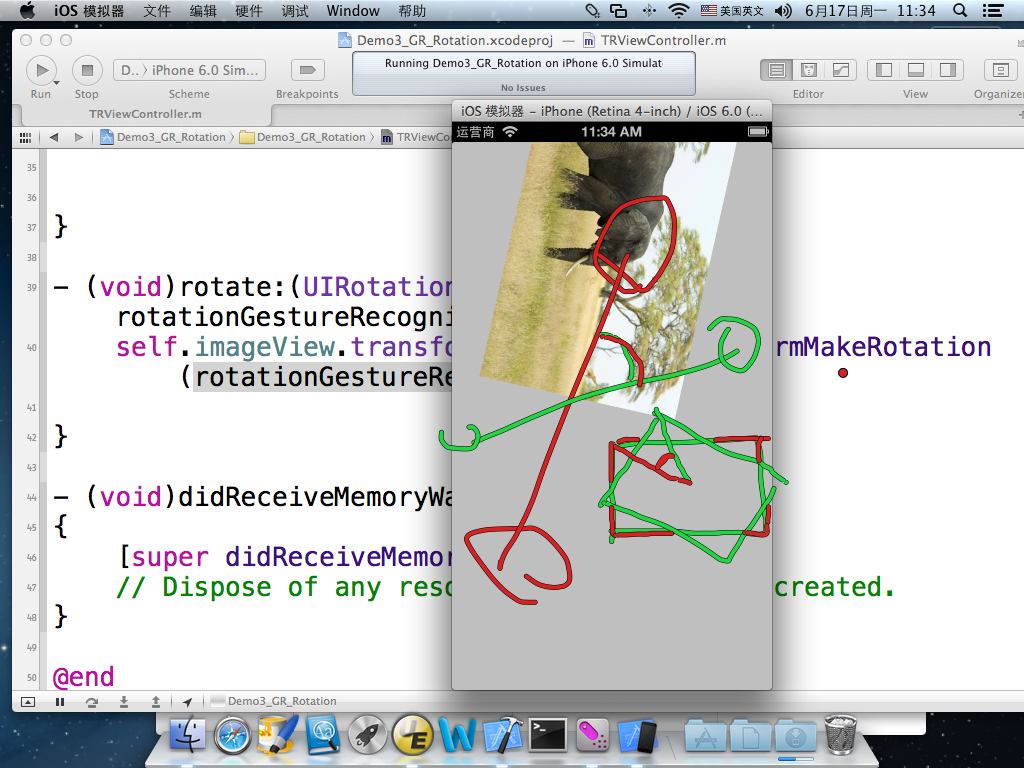 iOS 模拟器 文件 编辑 硬件 调试 Window 帮助 美国英文 6月17日周一 11:34
Demo3_GR_Rotation.xcodeproj — TRViewController.m
Run Stop D.. 〉 iPhone 6.0 Sim... Scheme Breakpoints
Running Demo3_GR_Rotation on iPhone 6.0 Simulat
No Issues
Editor View Organizer
TRViewController.m
Demo3_GR_Rotation 〉 Demo3_GR_Rotation 〉 TRViewCo
iOS 模拟器 – iPhone (Retina 4-inch) / iOS 6.0 (...
运营商 11:34 AM
35
36
37 }
38
39 - (void)rotate:(UIRotation
rotationGestureRecogni
40 self.imageView.transfo rmMakeRotation
(rotationGestureRe
41
42 }
43
44 - (void)didReceiveMemoryWa
45 {
46 [super didReceiveMemor
47 // Dispose of any reso created.
48 }
49
50 @end
Demo3_GR_Rotation